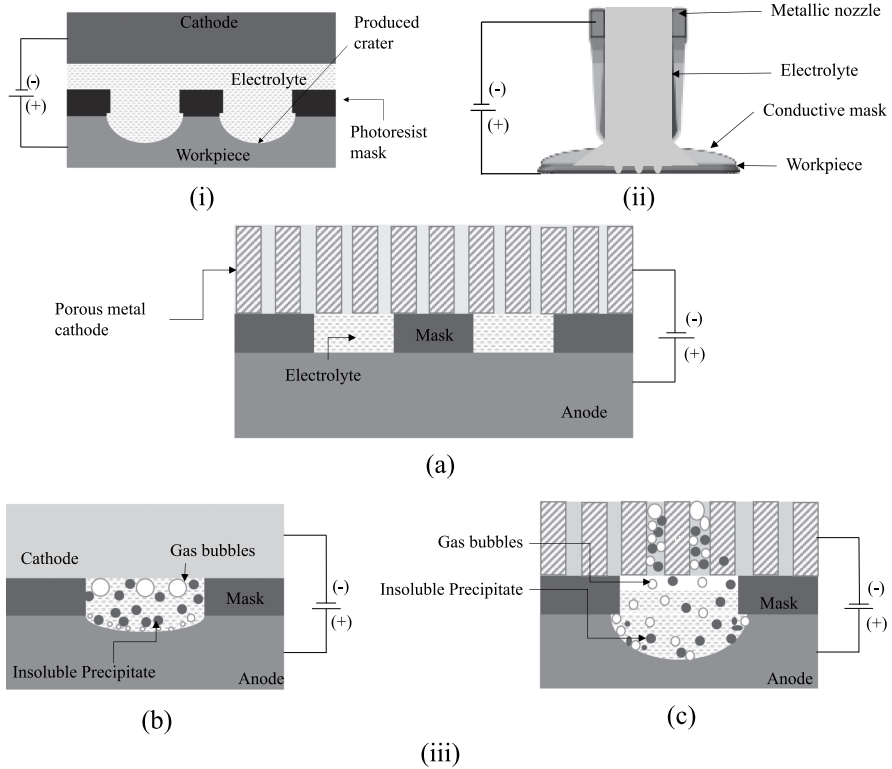 Cathode
Produced
crater
(-)
(+)
Electrolyte
Photoresist
mask
Workpiece
(i)
Metallic nozzle
(-)
(+)
Electrolyte
Conductive mask
Workpiece
(ii)
Porous metal
cathode
Mask
Electrolyte
Anode
(-)
(+)
(a)
Cathode
Gas bubbles
Mask
(-)
(+)
Insoluble Precipitate
Anode
(b)
Gas bubbles
Insoluble Precipitate
Mask
(-)
(+)
Anode
(c)
(iii)